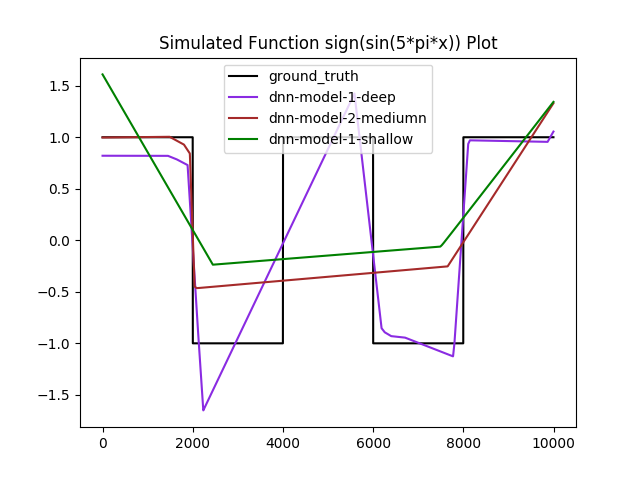 Simulated Function sign(sin(5*pi*x)) Plot
ground_truth
dnn-model-1-deep
dnn-model-2-mediumn
dnn-model-1-shallow
1.5
1.0
0.5
0.0
−0.5
−1.0
−1.5
0 2000 4000 6000 8000 10000